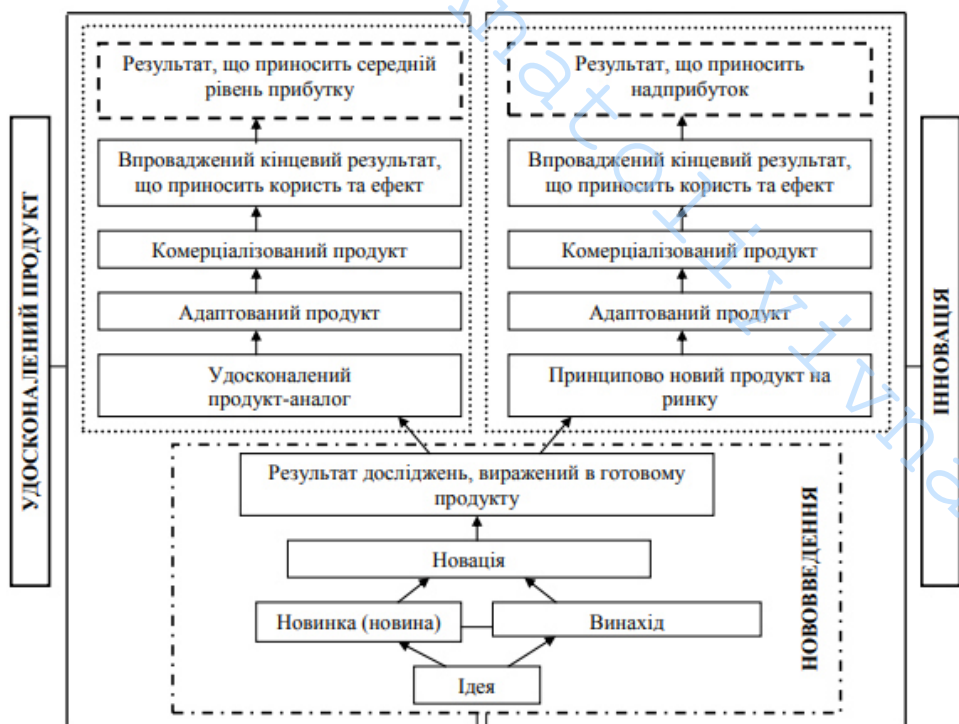 Результат, що приносить середній
рівень прибутку
Результат, що приносить
надприбуток
Впроваджений кінцевий результат,
що приносить користь та ефект
Впроваджений кінцевий результат,
що приносить користь та ефект
Комерціалізований продукт
Комерціалізований продукт
Адаптований продукт
Адаптований продукт
Удосконалений
продукт-аналог
Принципово новий продукт на
ринку
УДОСКОНАЛЕНИЙ ПРОДУКТ
ІННОВАЦІЯ
Результат досліджень, виражений в готовому
продукту
Новація
Новинка (новина)
Винахід
Ідея
НОВОВВЕДЕННЯ